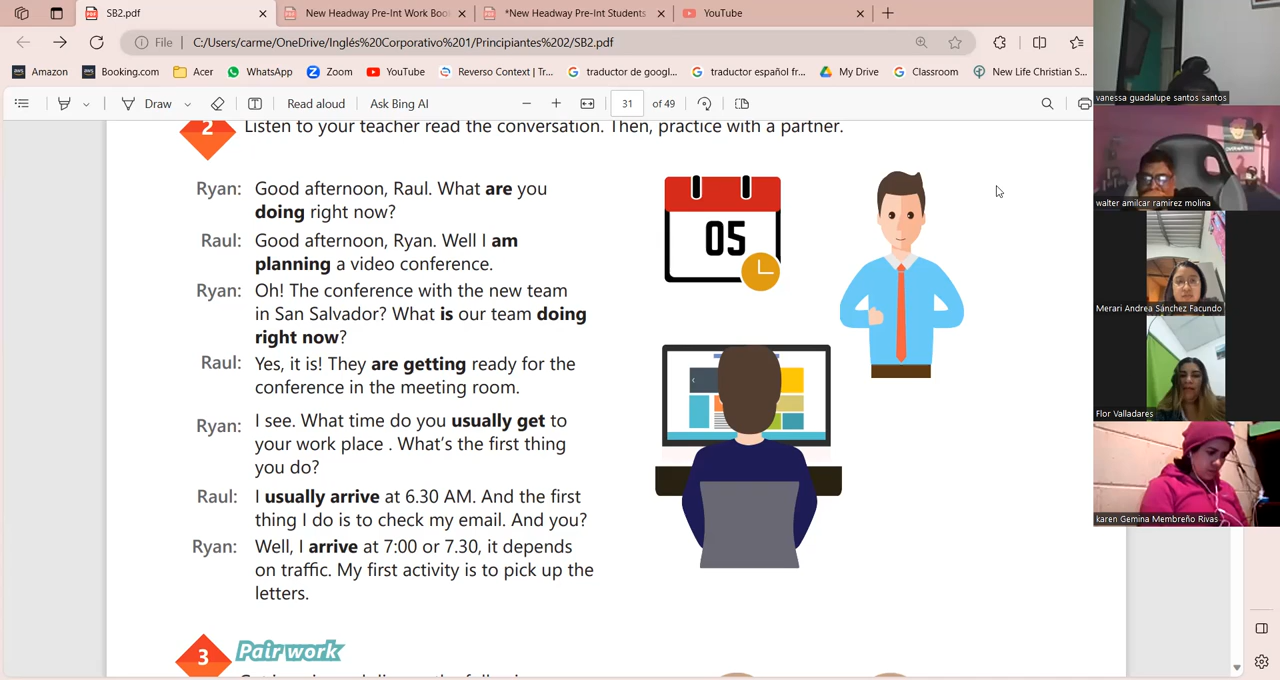 SB2.pdf
New Headway Pre-Int Work Boo
*New Headway Pre-Int Students
YouTube
File
C:/Users/carme/OneDrive/Inglés%20Corporativo%201/Principiantes%202/SB2.pdf
Amazon
Booking.com
Acer
WhatsApp
Zoom
YouTube
Reverso Context | Tr...
traductor de googl...
traductor español fr...
My Drive
Classroom
New Life Christian S...
Draw
Read aloud
Ask Bing AI
31
of 49
2
Listen to your teacher read the conversation. Then, practice with a partner.
Ryan: Good afternoon, Raul. What are you
doing right now?
Raul: Good afternoon, Ryan. Well I am
planning a video conference.
Ryan: Oh! The conference with the new team
in San Salvador? What is our team doing
right now?
Raul: Yes, it is! They are getting ready for the
conference in the meeting room.
Ryan: I see. What time do you usually get to
your work place . What's the first thing
you do?
Raul: I usually arrive at 6.30 AM. And the first
thing I do is to check my email. And you?
Ryan: Well, I arrive at 7:00 or 7.30, it depends
on traffic. My first activity is to pick up the
letters.
05
3
Pair work
vanessa guadalupe santos santos
walter amilcar ramirez molina
Merari Andrea Sánchez Facundo
Flor Valladares
karen Gemina Membreño Rivas